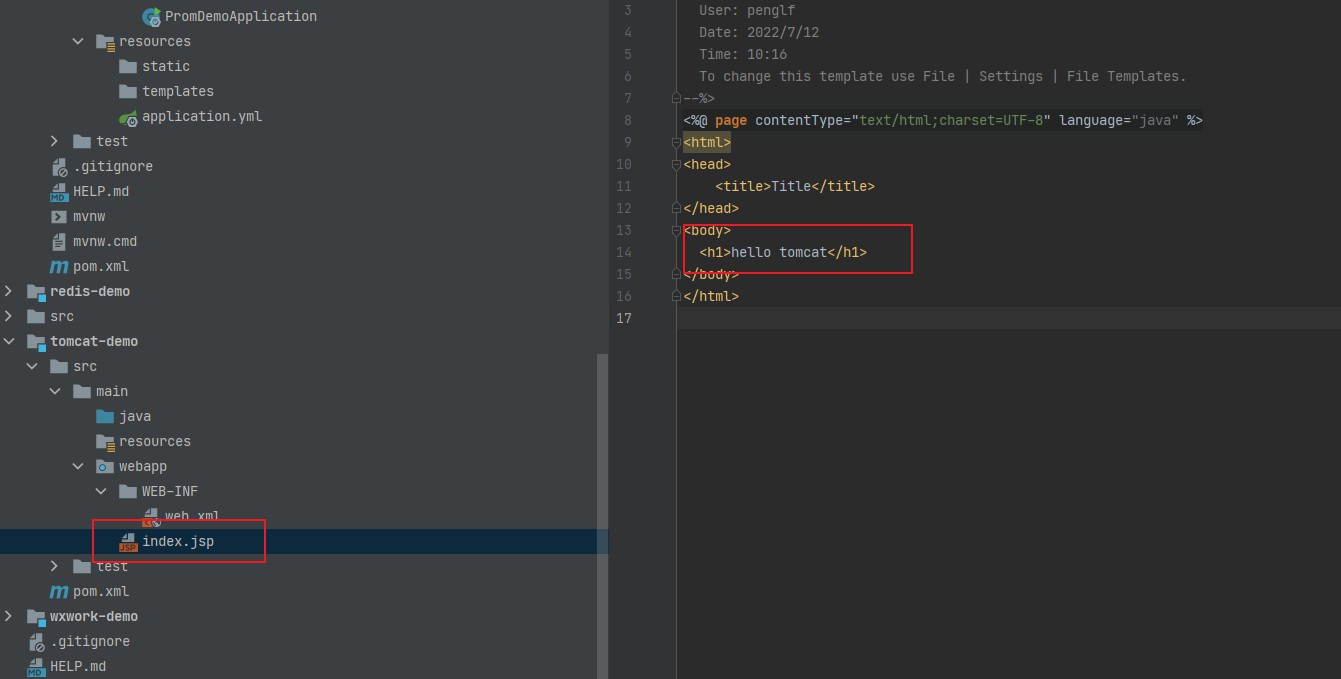 PromDemoApplication
resources
static
templates
application.yml
test
.gitignore
MD HELP.md
mvnw
mvnw.cmd
m pom.xml
redis-demo
src
tomcat-demo
src
main
java
resources
webapp
WEB-INF
web.xml
JSP index.jsp
test
m pom.xml
wxwork-demo
.gitignore
MD HELP.md
3 User: penglf
4 Date: 2022/7/12
5 Time: 10:16
6 To change this template use File | Settings | File Templates.
7 --%>
8 <%@ page contentType="text/html;charset=UTF-8" language="java" %>
9 <html>
10 <head>
11 <title>Title</title>
12 </head>
13 <body>
14 <h1>hello tomcat</h1>
15 </body>
16 </html>
17